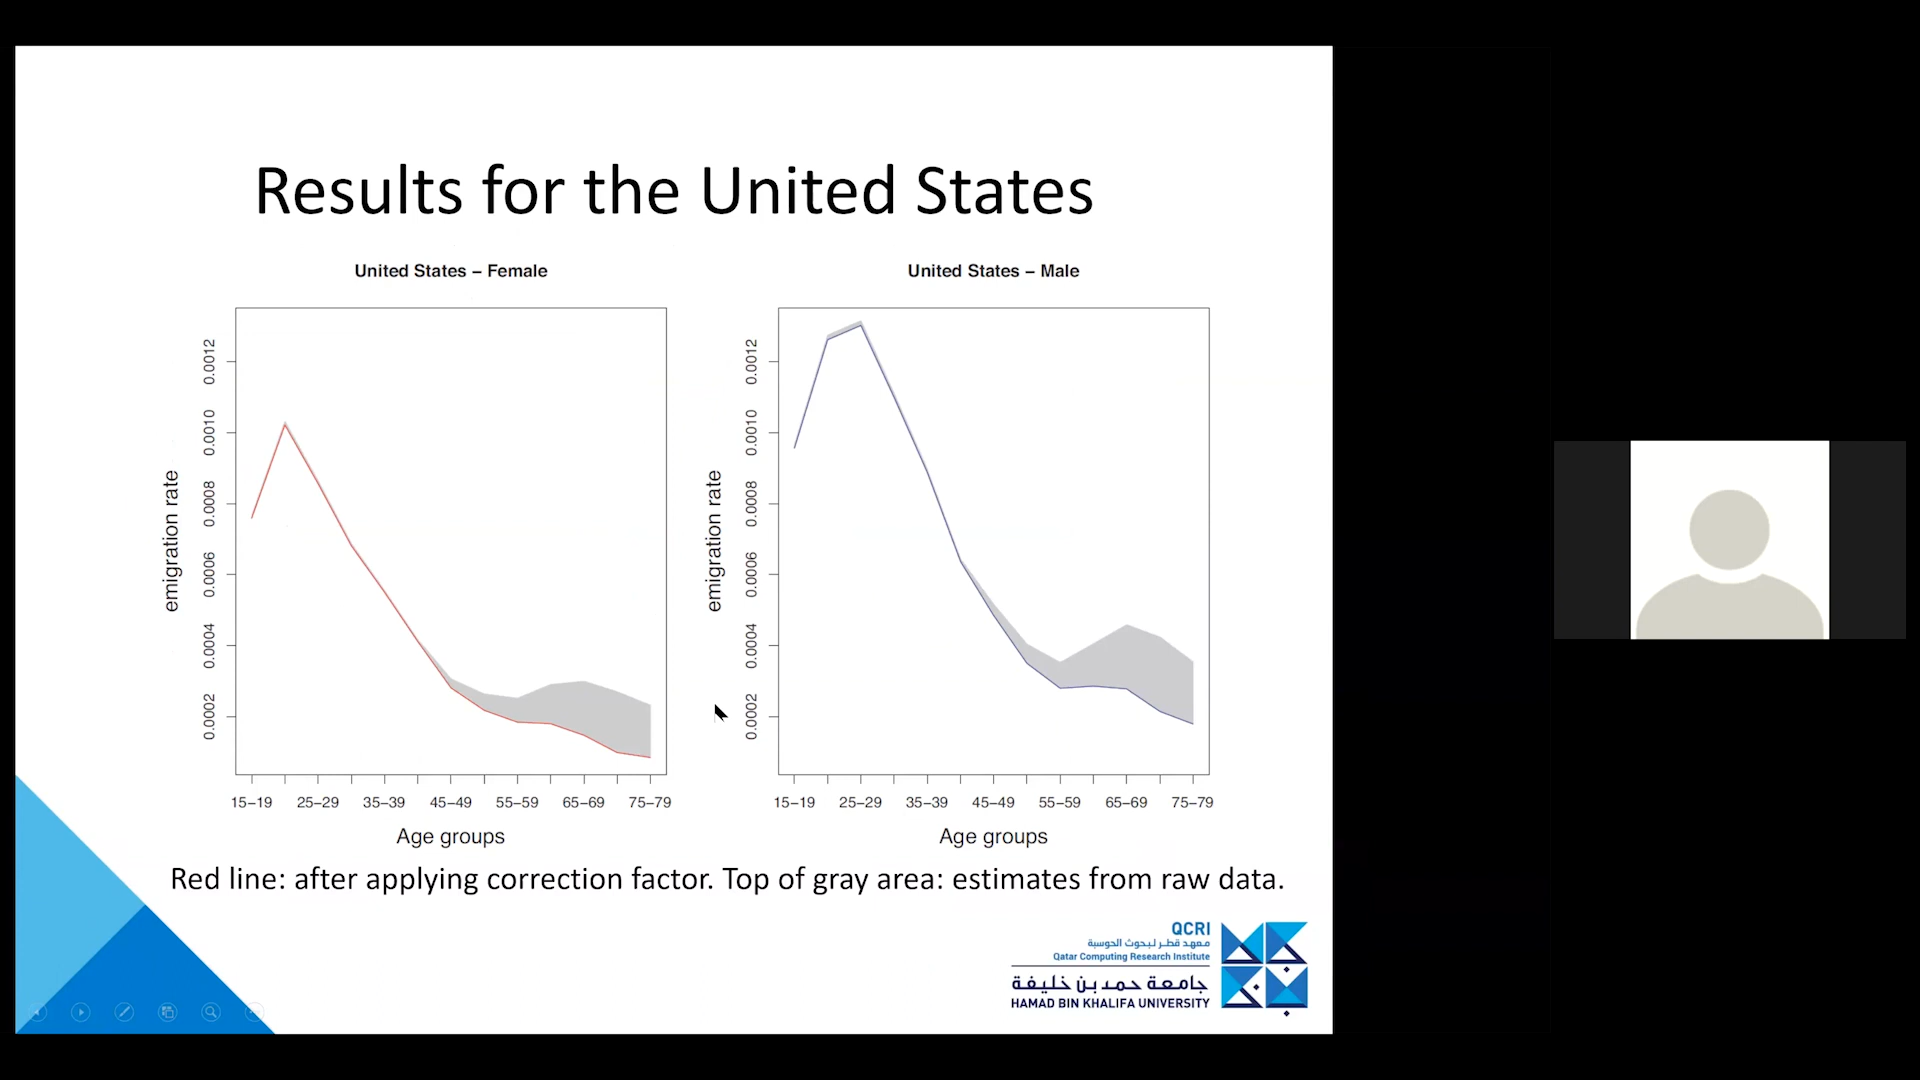 Results for the United States
United States – Female
emigration rate
0.0002 0.0004 0.0006 0.0008 0.0010 0.0012
15–19 25–29 35–39 45–49 55–59 65–69 75–79
Age groups
United States – Male
emigration rate
0.0002 0.0004 0.0006 0.0008 0.0010 0.0012
15–19 25–29 35–39 45–49 55–59 65–69 75–79
Age groups
Red line: after applying correction factor. Top of gray area: estimates from raw data.
QCRI
معهد قطر لبحوث الحوسبة
Qatar Computing Research Institute
جامعة حمد بن خليفة
HAMAD BIN KHALIFA UNIVERSITY